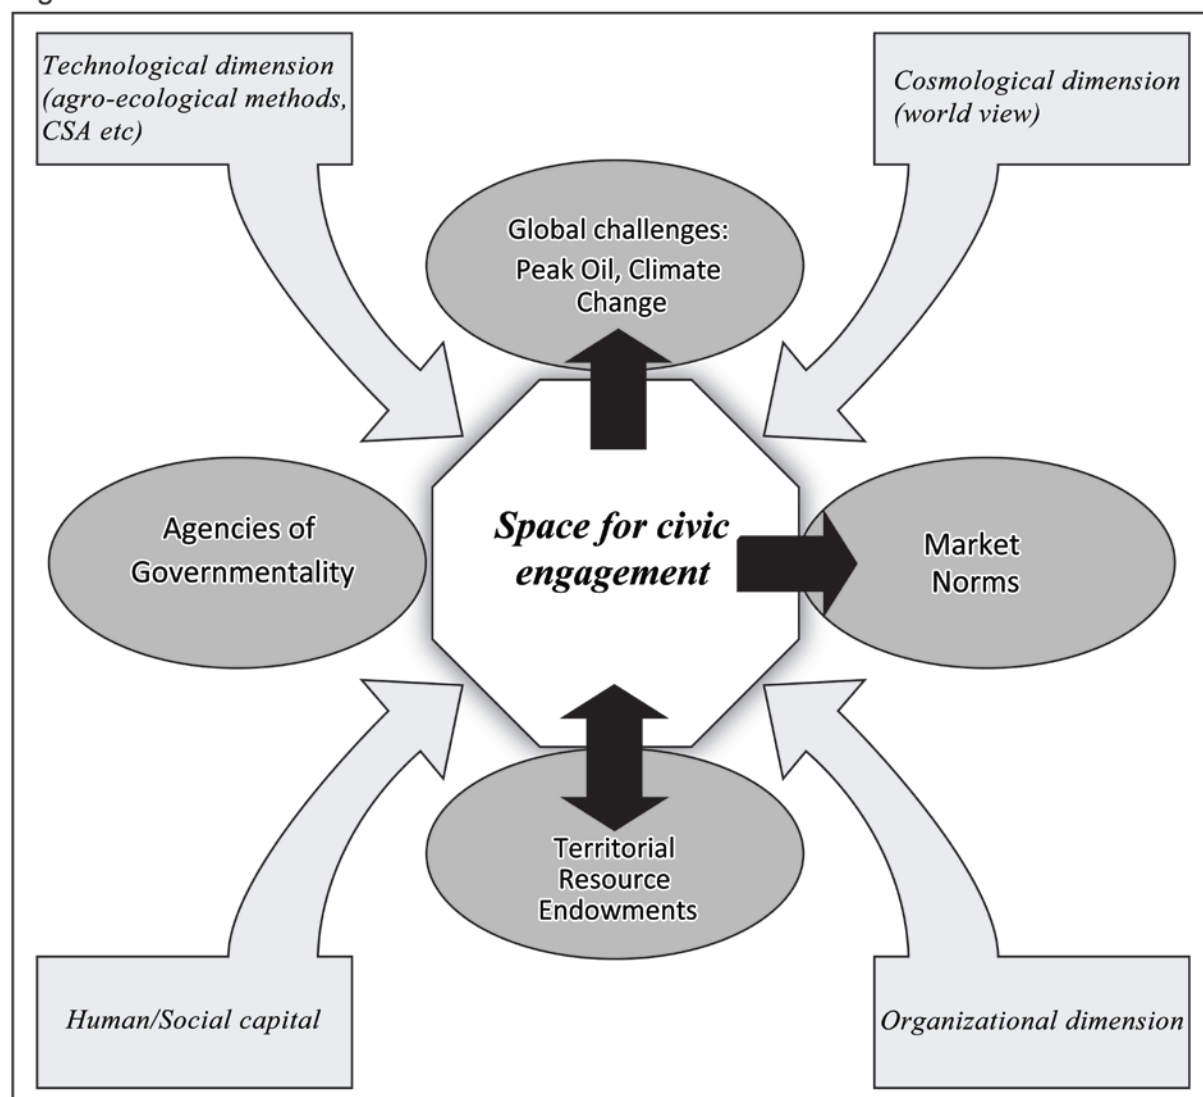 Technological dimension
(agro-ecological methods,
CSA etc)
Cosmological dimension
(world view)
Global challenges:
Peak Oil, Climate
Change
Agencies of
Governmentality
Space for civic
engagement
Market
Norms
Territorial
Resource
Endowments
Human/Social capital
Organizational dimension